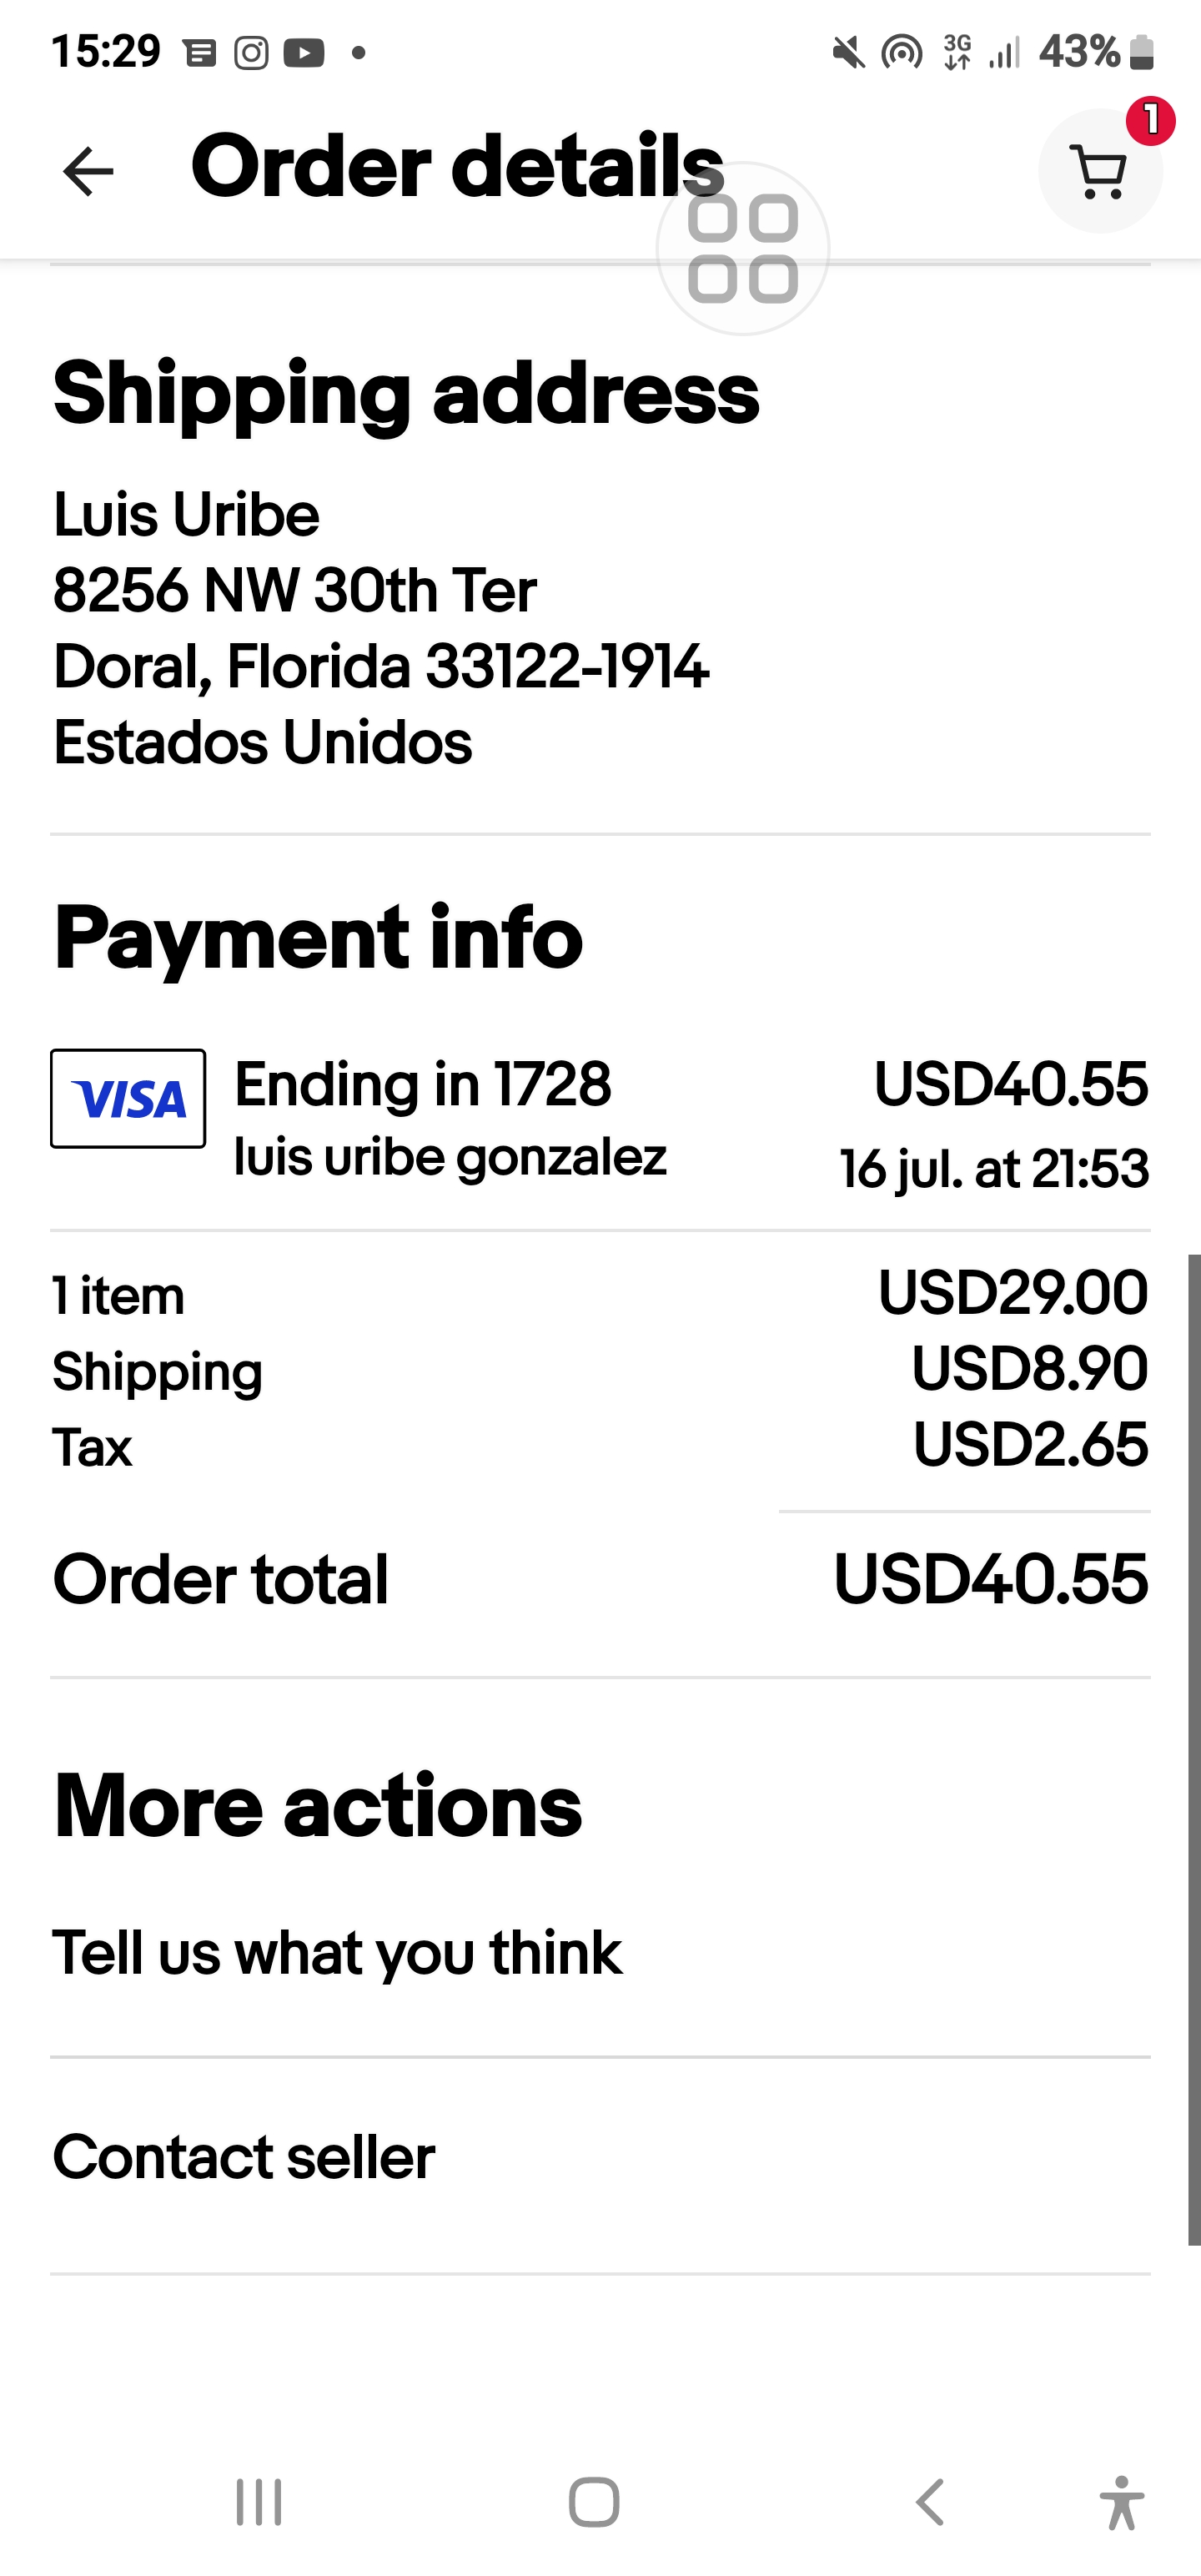 15:29
3G
43%
Order details
1
Shipping address
Luis Uribe
8256 NW 30th Ter
Doral, Florida 33122-1914
Estados Unidos
Payment info
VISA
Ending in 1728
USD40.55
luis uribe gonzalez
16 jul. at 21:53
1 item
USD29.00
Shipping
USD8.90
Tax
USD2.65
Order total
USD40.55
More actions
Tell us what you think
Contact seller